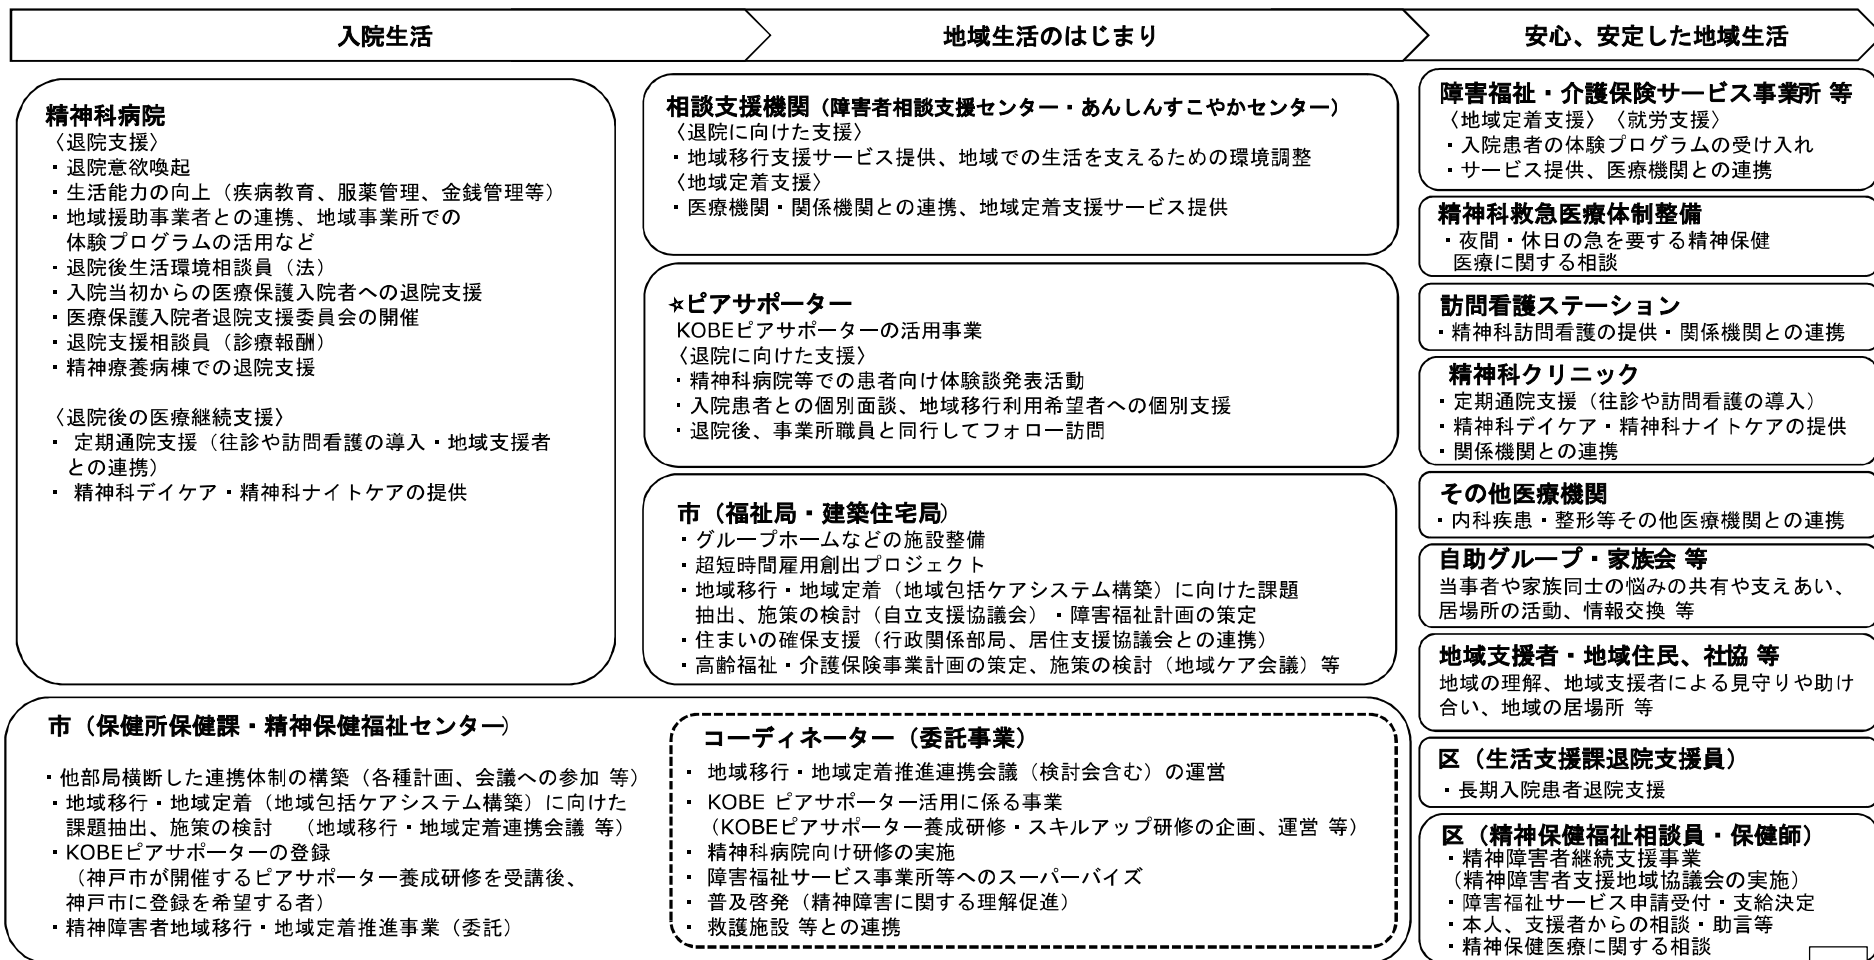 入院生活
地域生活のはじまり
安心、安定した地域生活
精神科病院
〈退院支援〉
・退院意欲喚起
・生活能力の向上（疾病教育、服薬管理、金銭管理等）
・地域援助事業者との連携、地域事業所での
体験プログラムの活用など
・退院後生活環境相談員（法）
・入院当初からの医療保護入院者への退院支援
・医療保護入院者退院支援委員会の開催
・退院支援相談員（診療報酬）
・精神療養病棟での退院支援
〈退院後の医療継続支援〉
・ 定期通院支援（往診や訪問看護の導入・地域支援者
との連携）
・ 精神科デイケア・精神科ナイトケアの提供
相談支援機関（障害者相談支援センター・あんしんすこやかセンター）
〈退院に向けた支援〉
・地域移行支援サービス提供、地域での生活を支えるための環境調整
〈地域定着支援〉
・医療機関・関係機関との連携、地域定着支援サービス提供
★ピアサポーター
KOBEピアサポーターの活用事業
〈退院に向けた支援〉
・精神科病院等での患者向け体験談発表活動
・入院患者との個別面談、地域移行利用希望者への個別支援
・退院後、事業所職員と同行してフォロー訪問
市（福祉局・建築住宅局）
・グループホームなどの施設整備
・超短時間雇用創出プロジェクト
・地域移行・地域定着（地域包括ケアシステム構築）に向けた課題
抽出、施策の検討（自立支援協議会）・障害福祉計画の策定
・住まいの確保支援（行政関係部局、居住支援協議会との連携）
・高齢福祉・介護保険事業計画の策定、施策の検討（地域ケア会議）等
市（保健所保健課・精神保健福祉センター）
・他部局横断した連携体制の構築（各種計画、会議への参加 等）
・地域移行・地域定着（地域包括ケアシステム構築）に向けた
課題抽出、施策の検討　（地域移行・地域定着連携会議 等）
・KOBEピアサポーターの登録
（神戸市が開催するピアサポーター養成研修を受講後、
神戸市に登録を希望する者）
・精神障害者地域移行・地域定着推進事業（委託）
コーディネーター（委託事業）
・ 地域移行・地域定着推進連携会議（検討会含む）の運営
・ KOBE ピアサポーター活用に係る事業
（KOBEピアサポーター養成研修・スキルアップ研修の企画、運営 等）
・ 精神科病院向け研修の実施
・ 障害福祉サービス事業所等へのスーパーバイズ
・ 普及啓発（精神障害に関する理解促進）
・ 救護施設 等との連携
障害福祉・介護保険サービス事業所 等
〈地域定着支援〉〈就労支援〉
・入院患者の体験プログラムの受け入れ
・サービス提供、医療機関との連携
精神科救急医療体制整備
・夜間・休日の急を要する精神保健
医療に関する相談
訪問看護ステーション
・精神科訪問看護の提供・関係機関との連携
精神科クリニック
・定期通院支援（往診や訪問看護の導入）
・精神科デイケア・精神科ナイトケアの提供
・関係機関との連携
その他医療機関
・内科疾患・整形等その他医療機関との連携
自助グループ・家族会 等
当事者や家族同士の悩みの共有や支えあい、
居場所の活動、情報交換 等
地域支援者・地域住民、社協 等
地域の理解、地域支援者による見守りや助け
合い、地域の居場所 等
区（生活支援課退院支援員）
・長期入院患者退院支援
区（精神保健福祉相談員・保健師）
・精神障害者継続支援事業
（精神障害者支援地域協議会の実施）
・障害福祉サービス申請受付・支給決定
・本人、支援者からの相談・助言等
・精神保健医療に関する相談